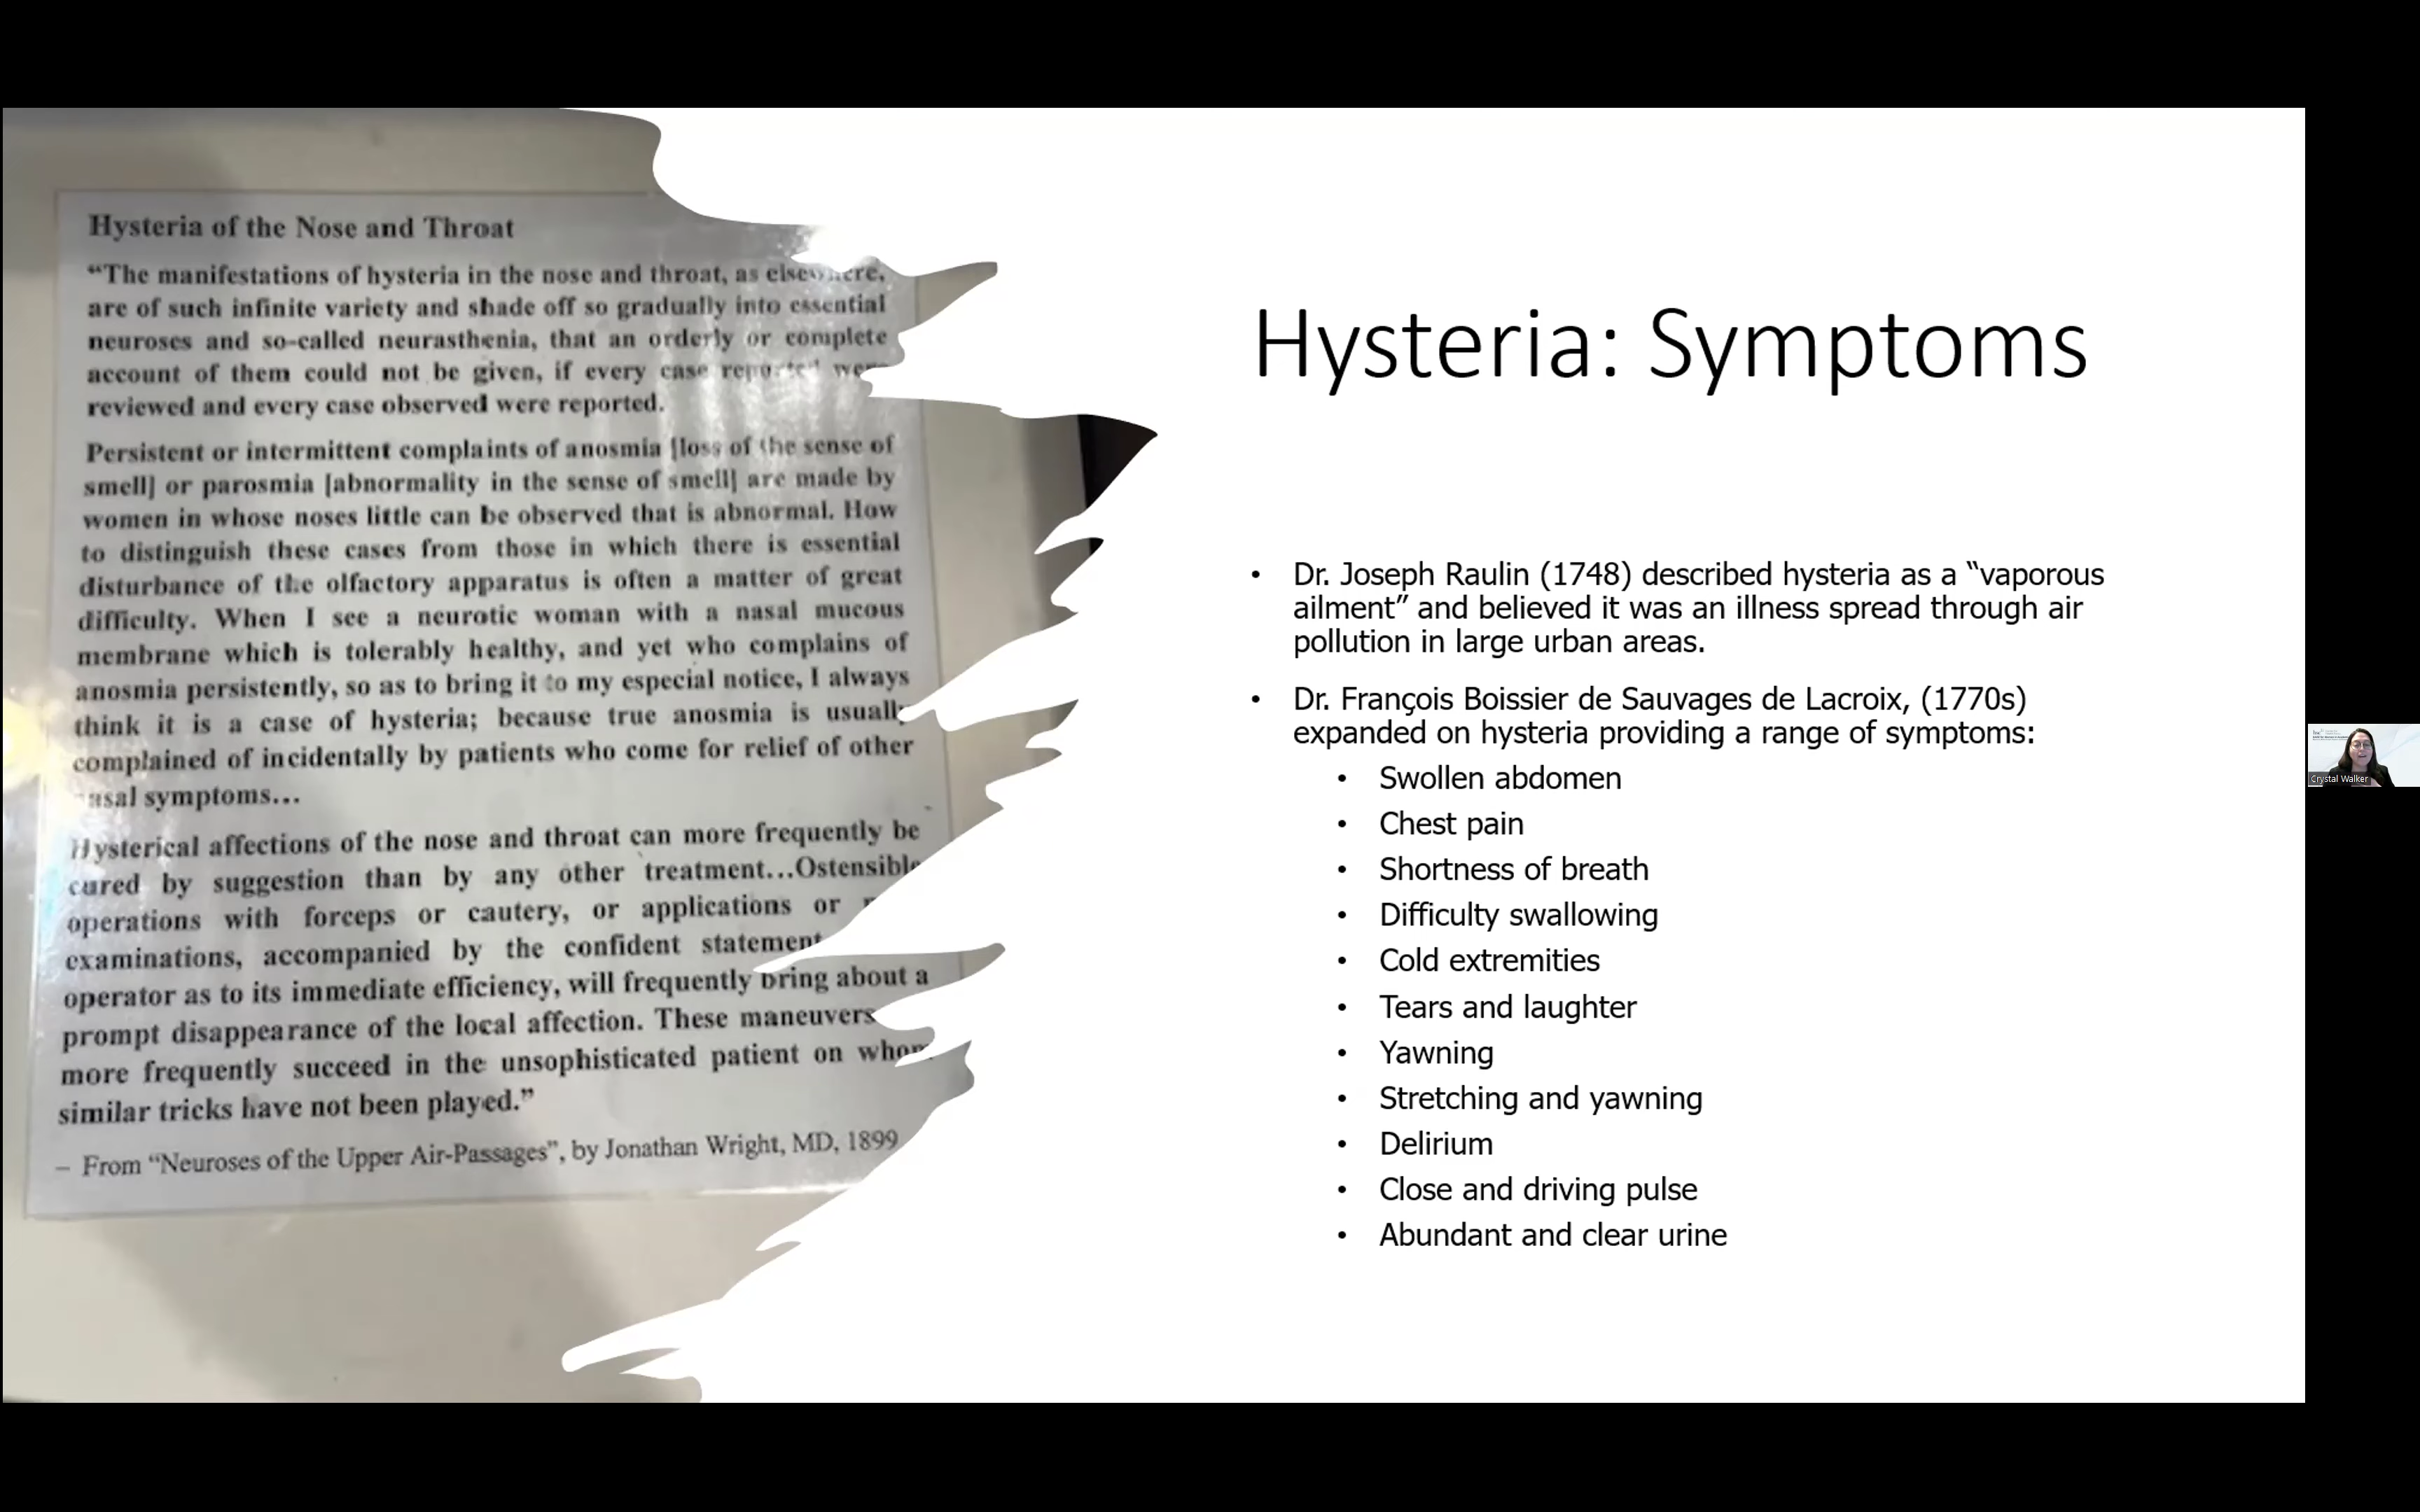 Hysteria of the Nose and Throat
“The manifestations of hysteria in the nose and throat, as elsewhere,
are of such infinite variety and shade off so gradually into essential
neuroses and so-called neurasthenia, that an orderly or complete
account of them could not be given, if every case reported were
reviewed and every case observed were reported.
Persistent or intermittent complaints of anosmia [loss of the sense of
smell] or parosmia [abnormality in the sense of smell] are made by
women in whose noses little can be observed that is abnormal. How
to distinguish these cases from those in which there is essential
disturbance of the olfactory apparatus is often a matter of great
difficulty. When I see a neurotic woman with a nasal mucous
membrane which is tolerably healthy, and yet who complains of
anosmia persistently, so as to bring it to my especial notice, I always
think it is a case of hysteria; because true anosmia is usually
complained of incidentally by patients who come for relief of other
nasal symptoms...
Hysterical affections of the nose and throat can more frequently be
cured by suggestion than by any other treatment...Ostensible
operations with forceps or cautery, or applications or
examinations, accompanied by the confident statement
operator as to its immediate efficiency, will frequently bring about a
prompt disappearance of the local affection. These maneuvers
more frequently succeed in the unsophisticated patient on whom
similar tricks have not been played.”
– From “Neuroses of the Upper Air-Passages”, by Jonathan Wright, MD, 1899
Hysteria: Symptoms
• Dr. Joseph Raulin (1748) described hysteria as a “vaporous
ailment” and believed it was an illness spread through air
pollution in large urban areas.
• Dr. François Boissier de Sauvages de Lacroix, (1770s)
expanded on hysteria providing a range of symptoms:
• Swollen abdomen
• Chest pain
• Shortness of breath
• Difficulty swallowing
• Cold extremities
• Tears and laughter
• Yawning
• Stretching and yawning
• Delirium
• Close and driving pulse
• Abundant and clear urine
Crystal Walker